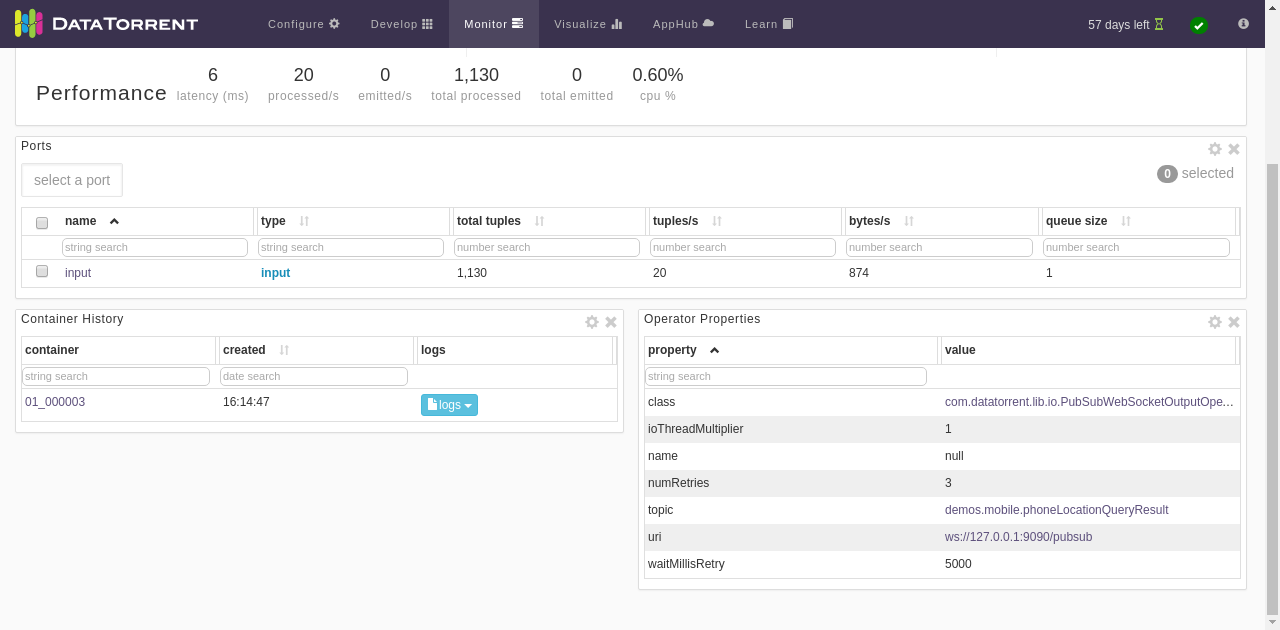 DATATORRENT Configure Develop Monitor Visualize AppHub Learn 57 days left
6 20 0 1,130 0 0.60%
Performance latency (ms) processed/s emitted/s total processed total emitted cpu %
Ports
select a port 0 selected
name type total tuples tuples/s bytes/s queue size
string search string search number search number search number search number search
input input 1,130 20 874 1
Container History
container created logs
string search date search
01_000003 16:14:47 logs
Operator Properties
property value
string search
class com.datatorrent.lib.io.PubSubWebSocketOutputOpe...
ioThreadMultiplier 1
name null
numRetries 3
topic demos.mobile.phoneLocationQueryResult
uri ws://127.0.0.1:9090/pubsub
waitMillisRetry 5000